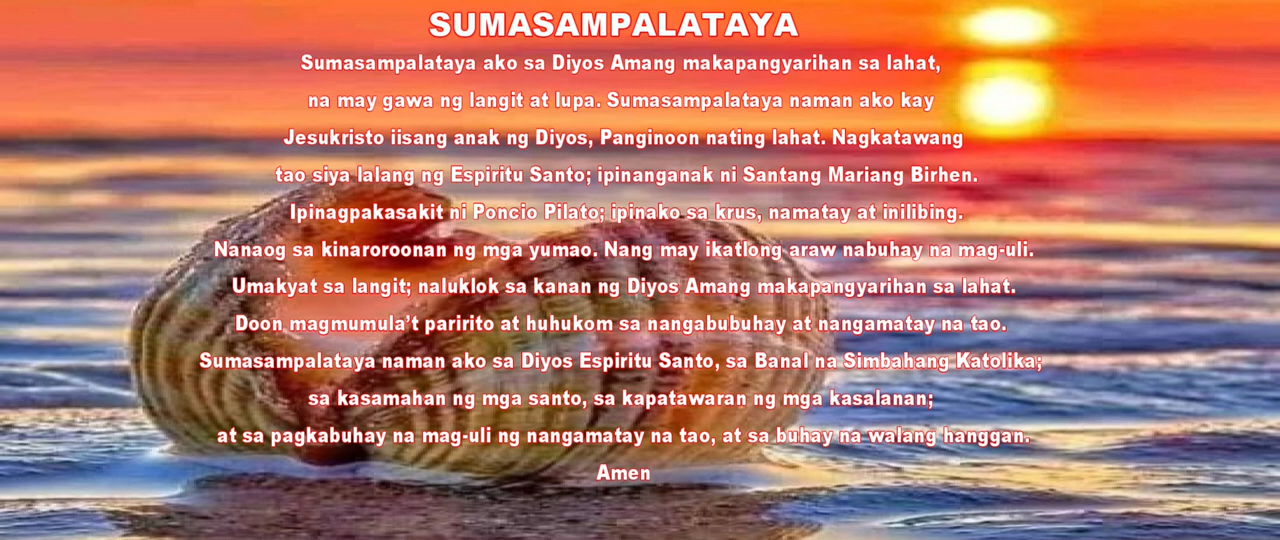 SUMASAMPALATAYA
Sumasampalataya ako sa Diyos Amang makapangyarihan sa lahat,
na may gawa ng langit at lupa. Sumasampalataya naman ako kay
Jesukristo iisang anak ng Diyos, Panginoon nating lahat. Nagkatawang
tao siya lalang ng Espiritu Santo; ipinanganak ni Santang Mariang Birhen.
Ipinagpakasakit ni Poncio Pilato; ipinako sa krus, namatay at inilibing.
Nanaog sa kinaroroonan ng mga yumao. Nang may ikatlong araw nabuhay na mag-uli.
Umakyat sa langit; naluklok sa kanan ng Diyos Amang makapangyarihan sa lahat.
Doon magmumula’t paririto at huhukom sa nangabubuhay at nangamatay na tao.
Sumasampalataya naman ako sa Diyos Espiritu Santo, sa Banal na Simbahang Katolika;
sa kasamahan ng mga santo, sa kapatawaran ng mga kasalanan;
at sa pagkabuhay na mag-uli ng nangamatay na tao, at sa buhay na walang hanggan.
Amen